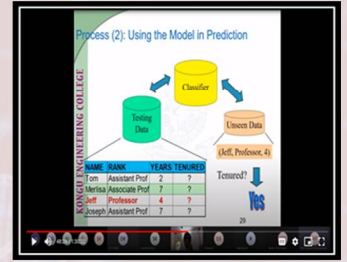 Process (2): Using the Model in Prediction
KONGU ENGINEERING COLLEGE
Classifier
Testing
Data
Unseen Data
(Jeff, Professor, 4)
NAME RANK YEARS TENURED
Tom Assistant Prof 2 ?
Merlisa Associate Prof 7 ?
Jeff Professor 4 ?
Joseph Assistant Prof 7 ?
Tenured?
Yes
29